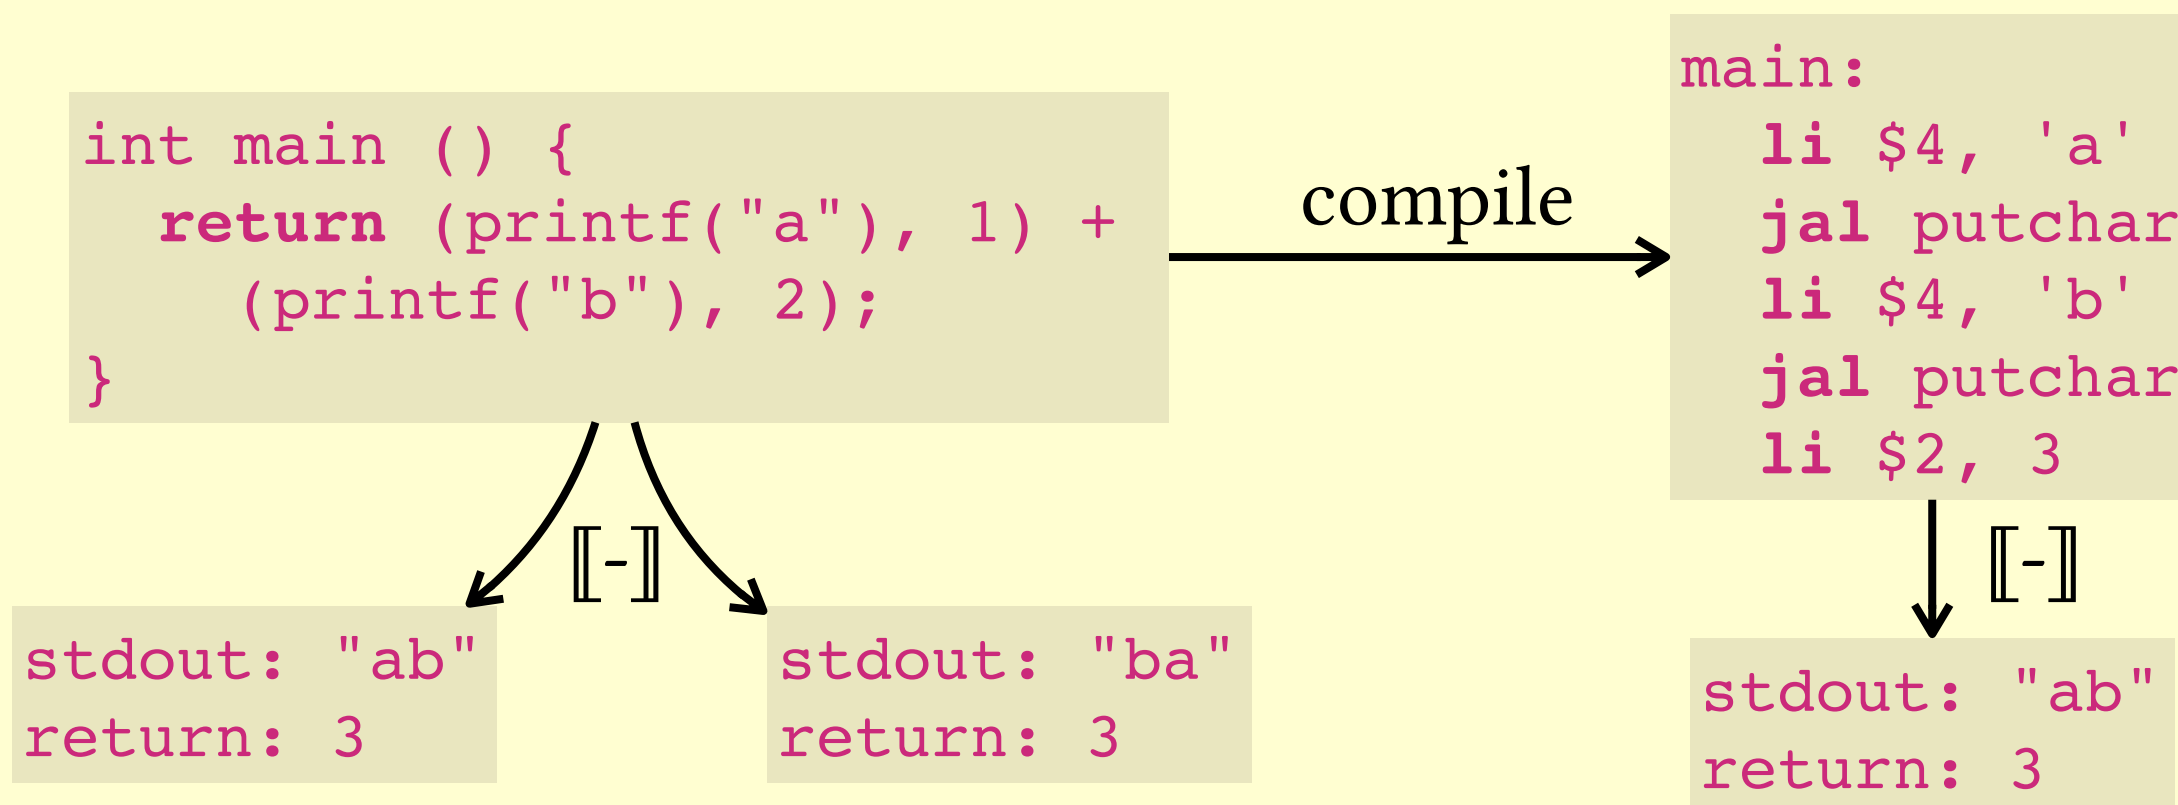 int main () {
  return (printf("a"), 1) +
    (printf("b"), 2);
}
compile
main:
  li $4, 'a'
  jal putchar
  li $4, 'b'
  jal putchar
  li $2, 3
⟦-⟧
⟦-⟧
stdout: "ab"
return: 3
stdout: "ba"
return: 3
stdout: "ab"
return: 3